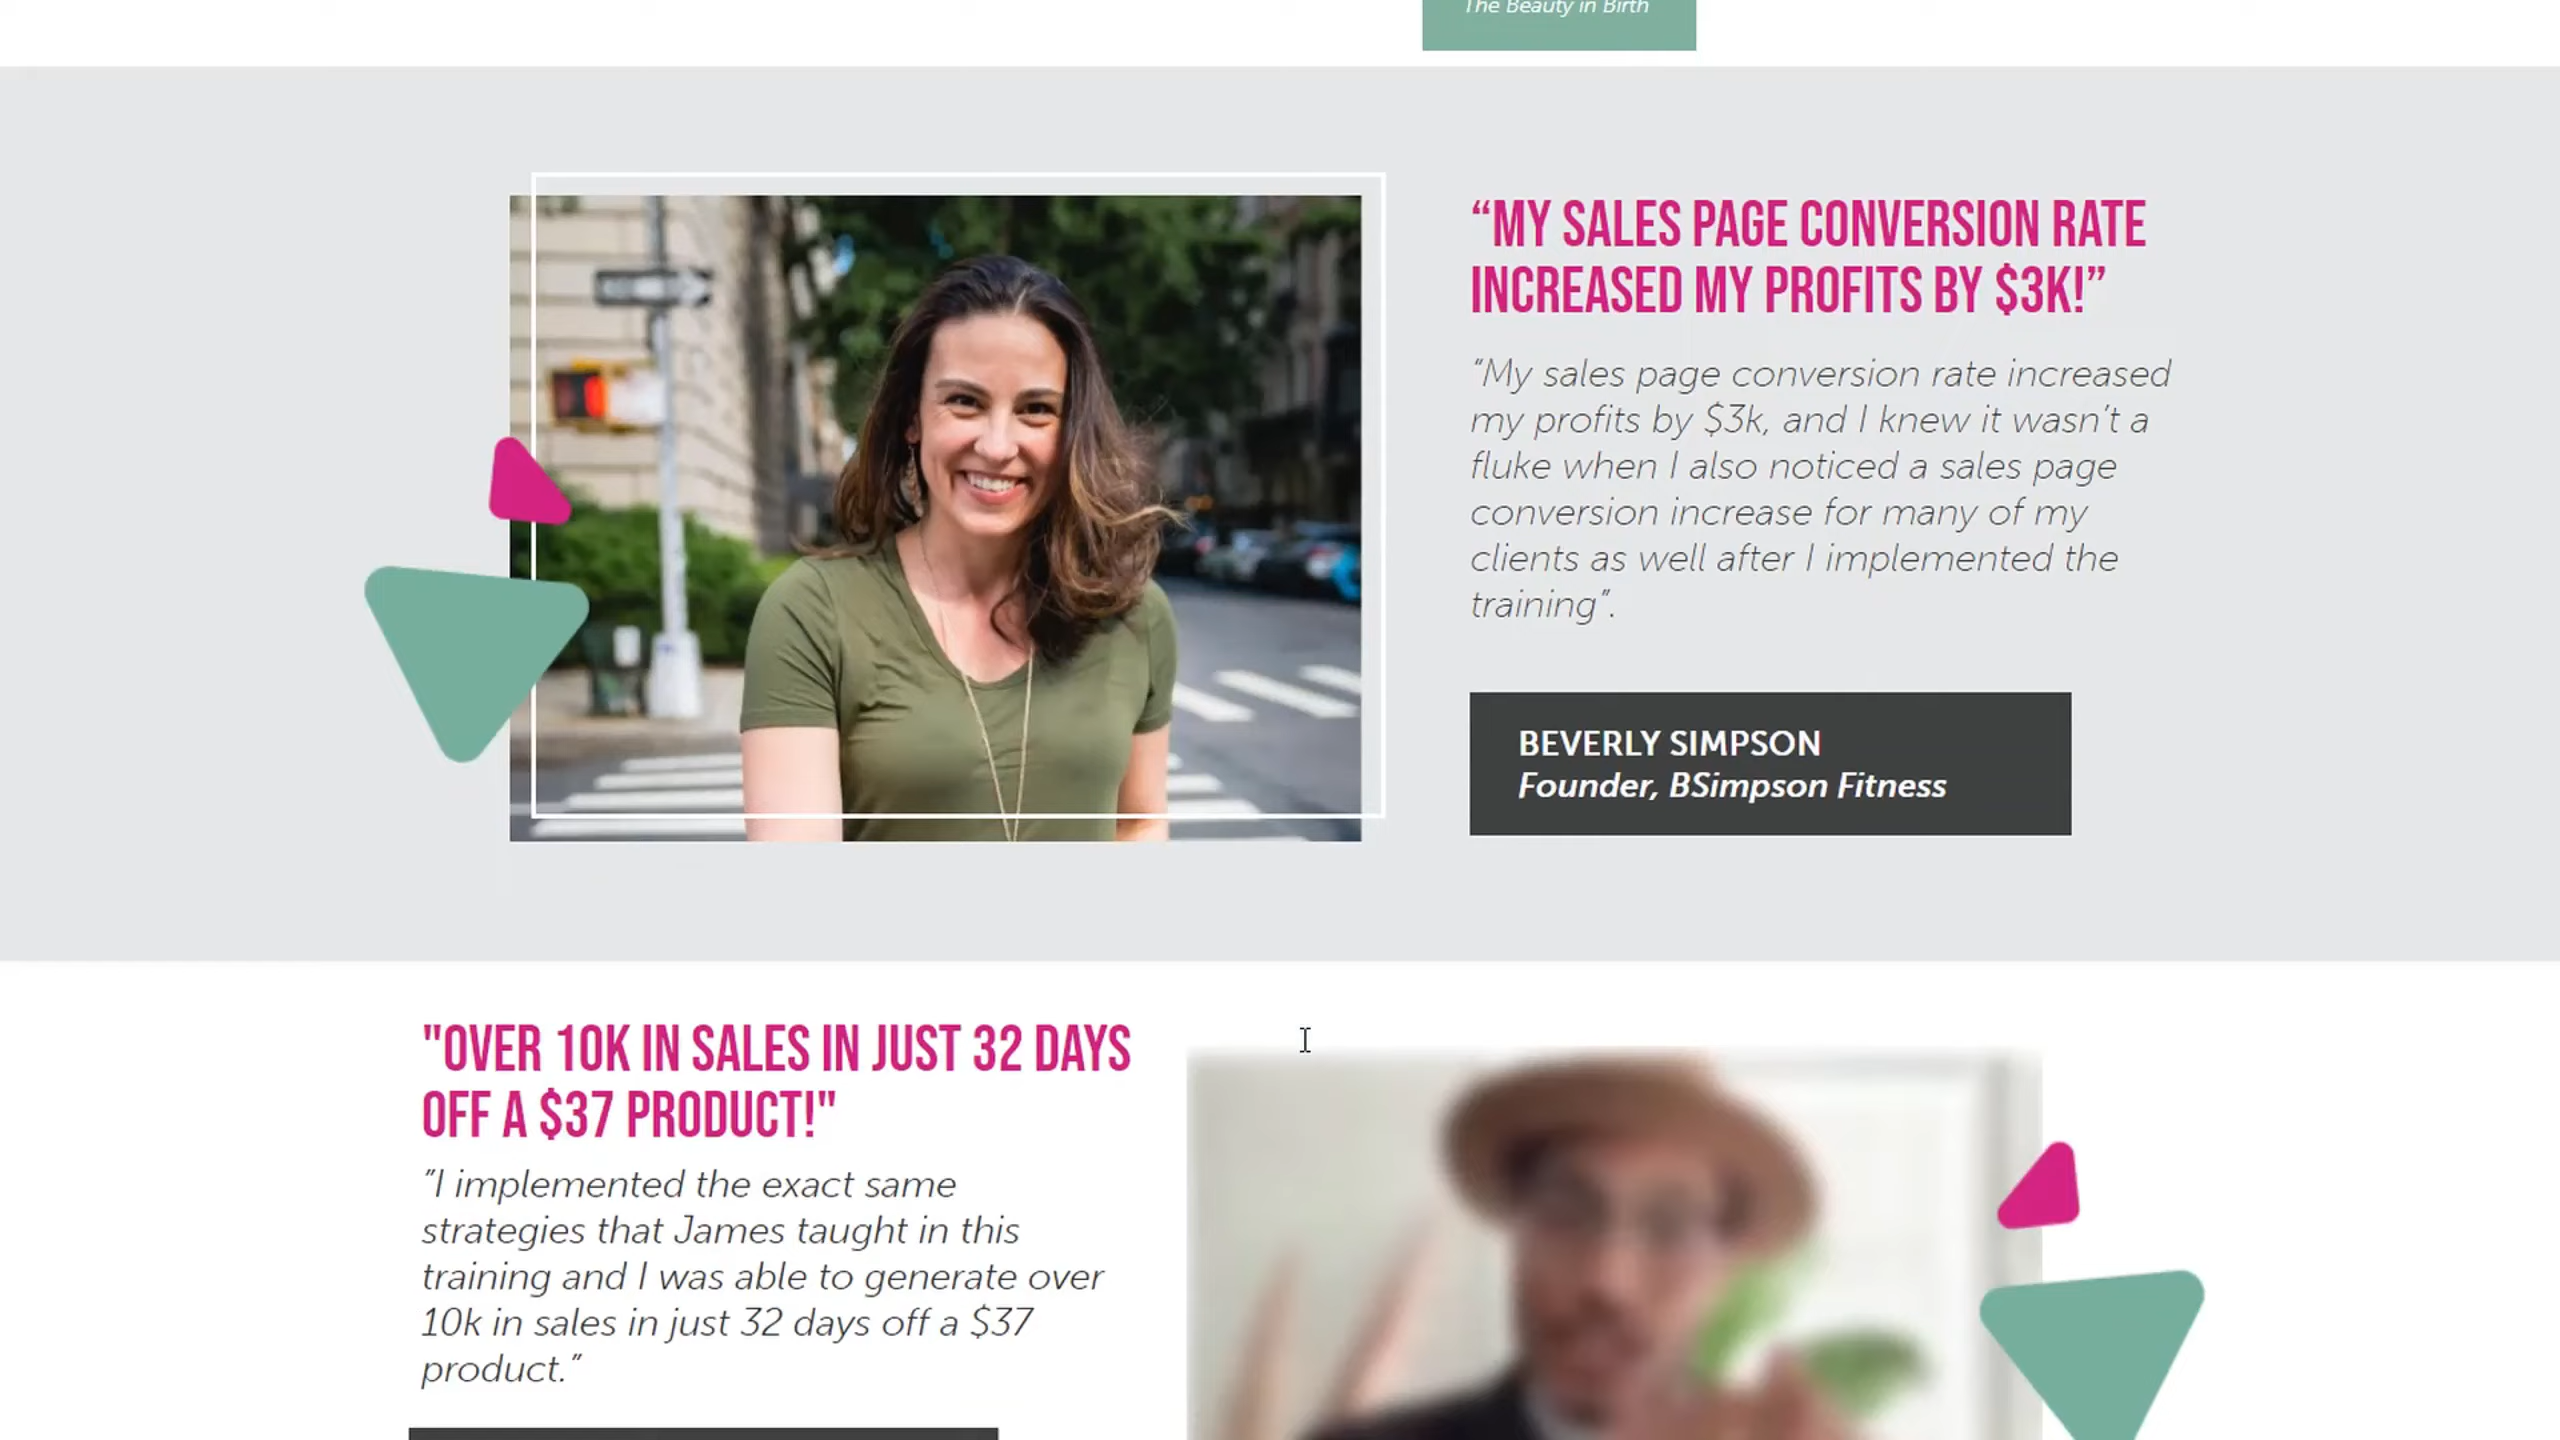 The Beauty in Birth
“MY SALES PAGE CONVERSION RATE
INCREASED MY PROFITS BY $3K!”
“My sales page conversion rate increased
my profits by $3k, and I knew it wasn’t a
fluke when I also noticed a sales page
conversion increase for many of my
clients as well after I implemented the
training”.
BEVERLY SIMPSON
Founder, BSimpson Fitness
"OVER 10K IN SALES IN JUST 32 DAYS
OFF A $37 PRODUCT!"
“I implemented the exact same
strategies that James taught in this
training and I was able to generate over
10k in sales in just 32 days off a $37
product.”